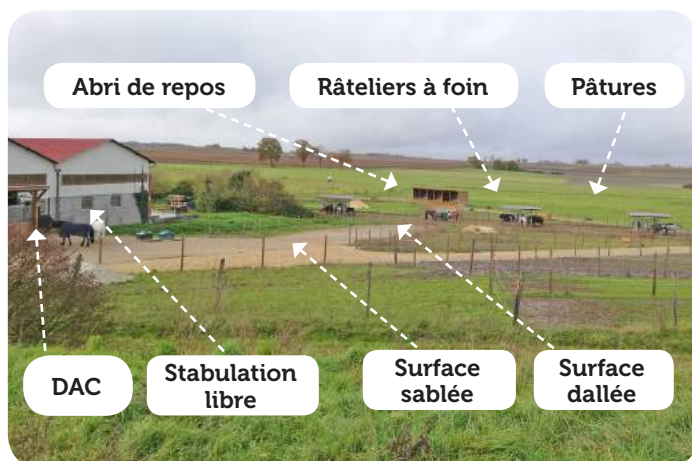 Abri de repos
Râteliers à foin
Pâtures
DAC
Stabulation
libre
Surface
sablée
Surface
dallée